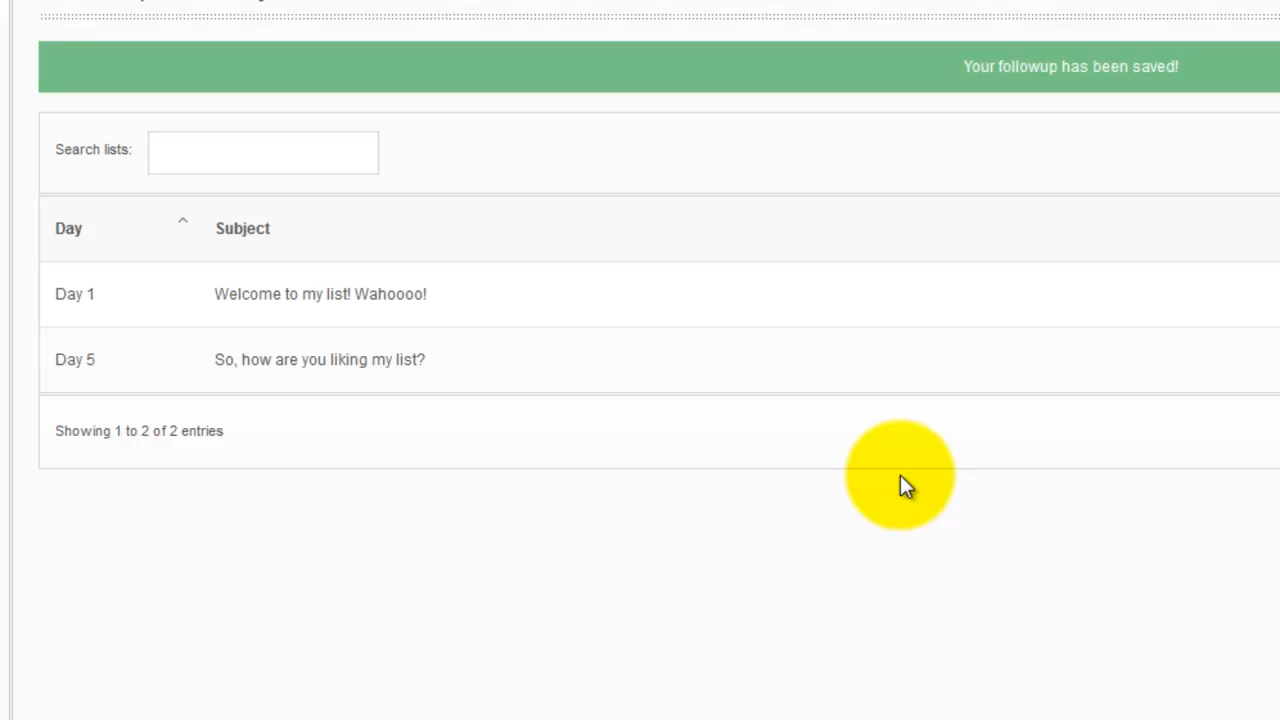 Your followup has been saved!
Search lists:
Day Subject
Day 1 Welcome to my list! Wahoooo!
Day 5 So, how are you liking my list?
Showing 1 to 2 of 2 entries